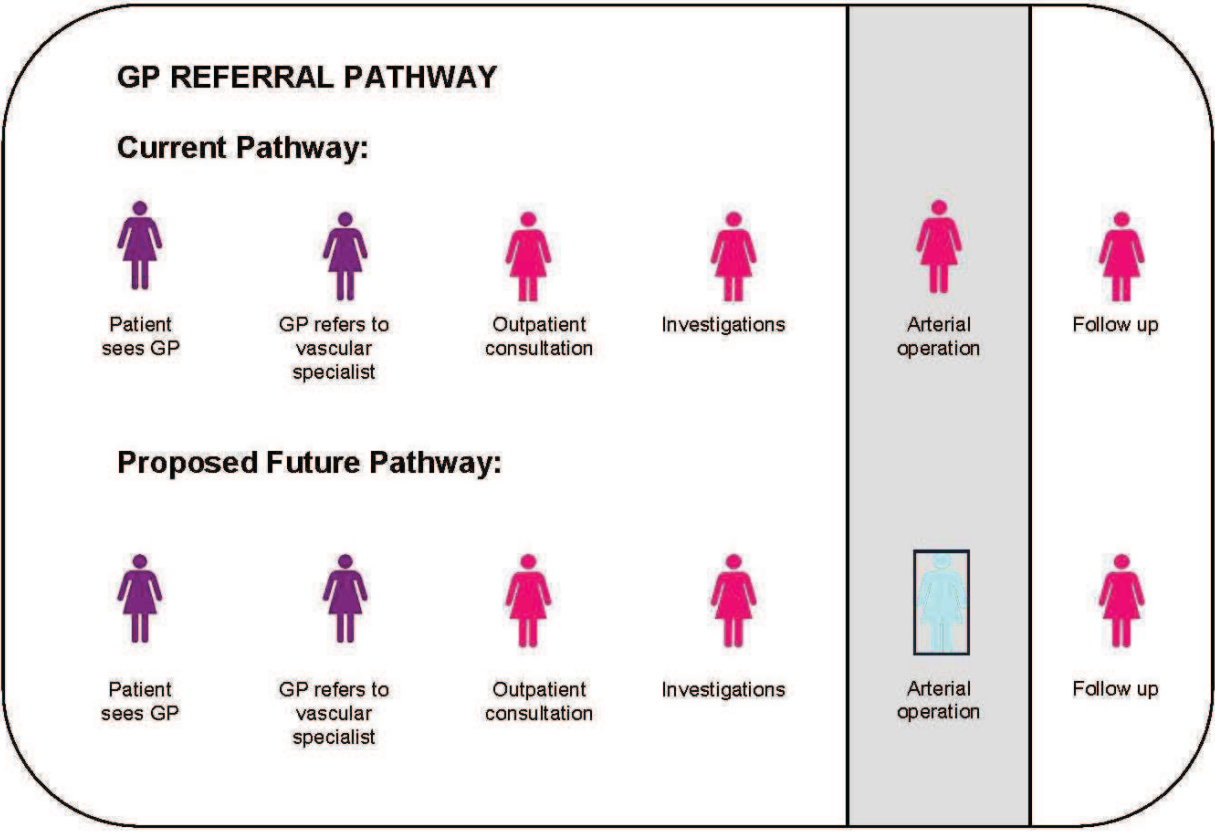 GP REFERRAL PATHWAY
Current Pathway:
Patient
sees GP
GP refers to
vascular
specialist
Outpatient
consultation
Investigations
Arterial
operation
Follow up
Proposed Future Pathway:
Patient
sees GP
GP refers to
vascular
specialist
Outpatient
consultation
Investigations
Arterial
operation
Follow up